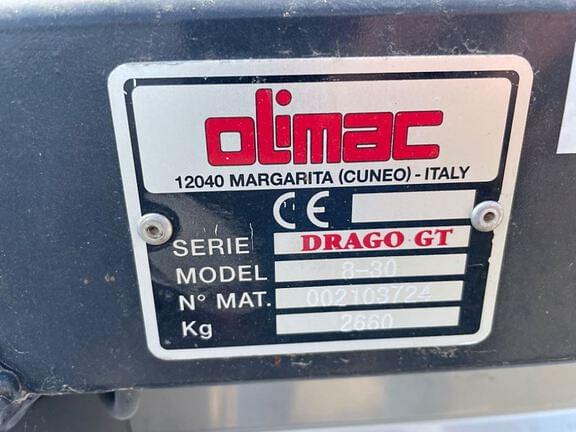 olimac
12040 MARGARITA (CUNEO) - ITALY
CE
SERIE DRAGO GT
MODEL 8-30
N° MAT. 002103724
Kg 2660